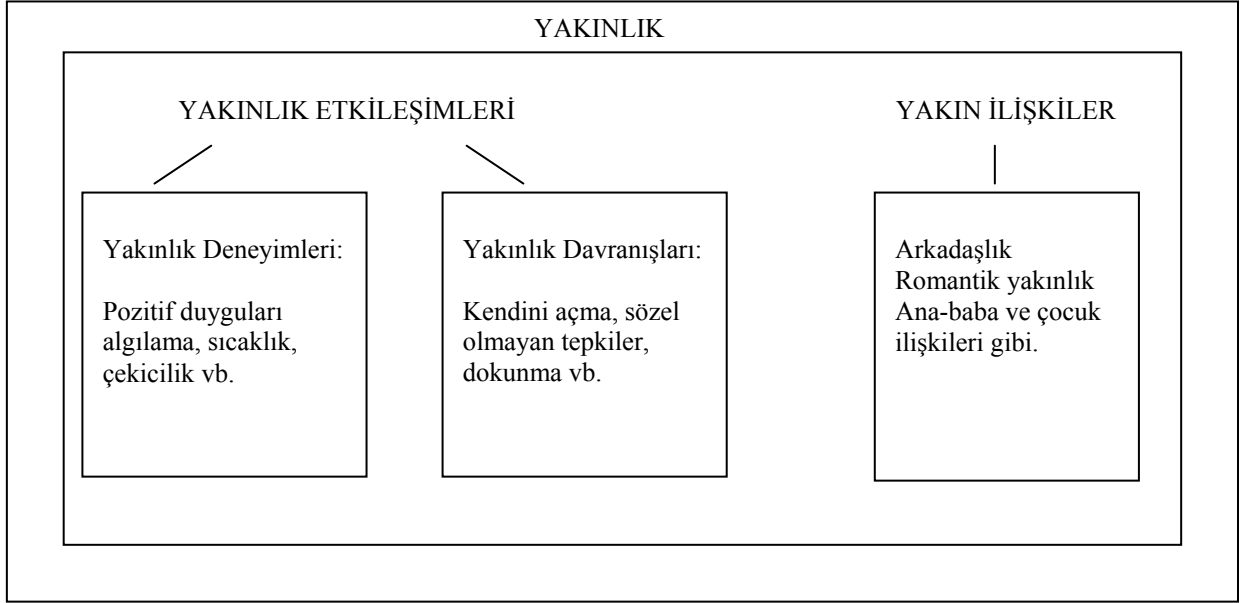 YAKINLIK
YAKINLIK ETKİLEŞİMLERİ
YAKIN İLİŞKİLER
Yakınlık Deneyimleri:
Pozitif duyguları
algılama, sıcaklık,
çekicilik vb.
Yakınlık Davranışları:
Kendini açma, sözel
olmayan tepkiler,
dokunma vb.
Arkadaşlık
Romantik yakınlık
Ana-baba ve çocuk
ilişkileri gibi.